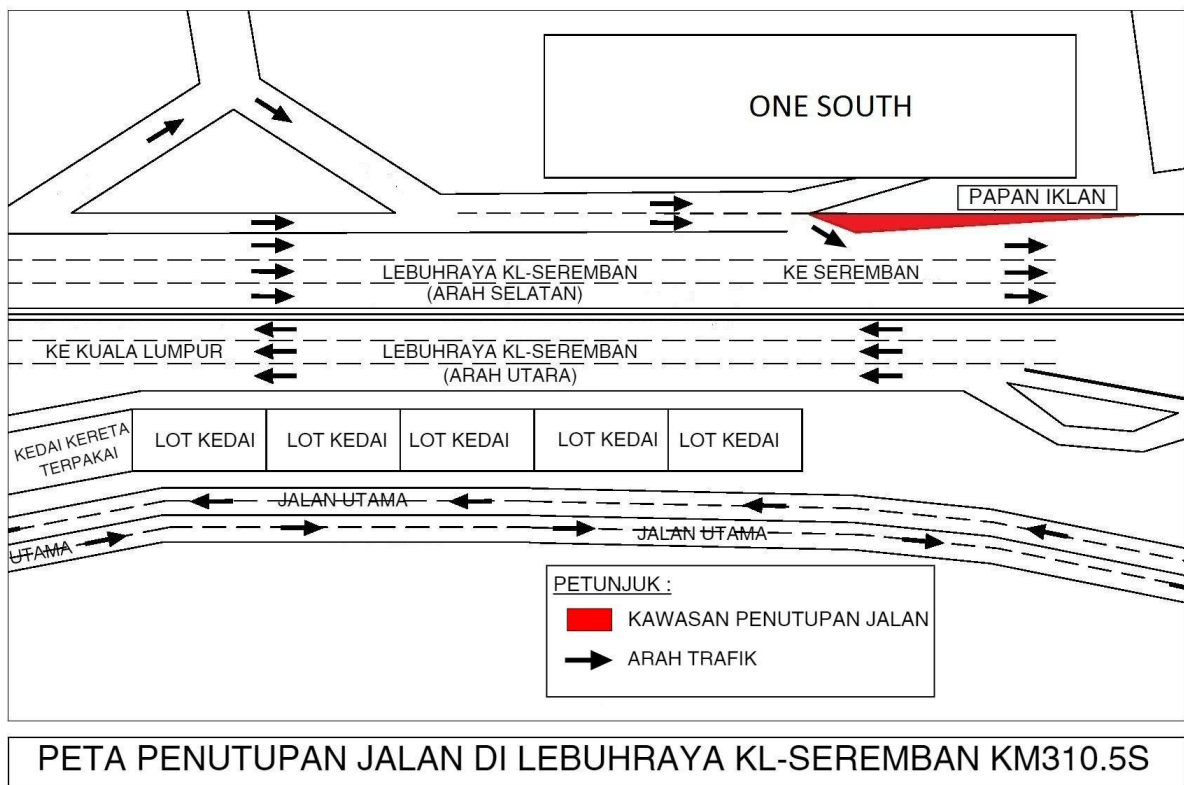 ONE SOUTH
PAPAN IKLAN
LEBUHRAYA KL-SEREMBAN
(ARAH SELATAN)
KE SEREMBAN
KE KUALA LUMPUR
LEBUHRAYA KL-SEREMBAN
(ARAH UTARA)
KEDAI KERETA
TERPAKAI
LOT KEDAI
LOT KEDAI
LOT KEDAI
LOT KEDAI
LOT KEDAI
JALAN UTAMA
UTAMA
JALAN UTAMA
PETUNJUK :
KAWASAN PENUTUPAN JALAN
ARAH TRAFIK
PETA PENUTUPAN JALAN DI LEBUHRAYA KL-SEREMBAN KM310.5S